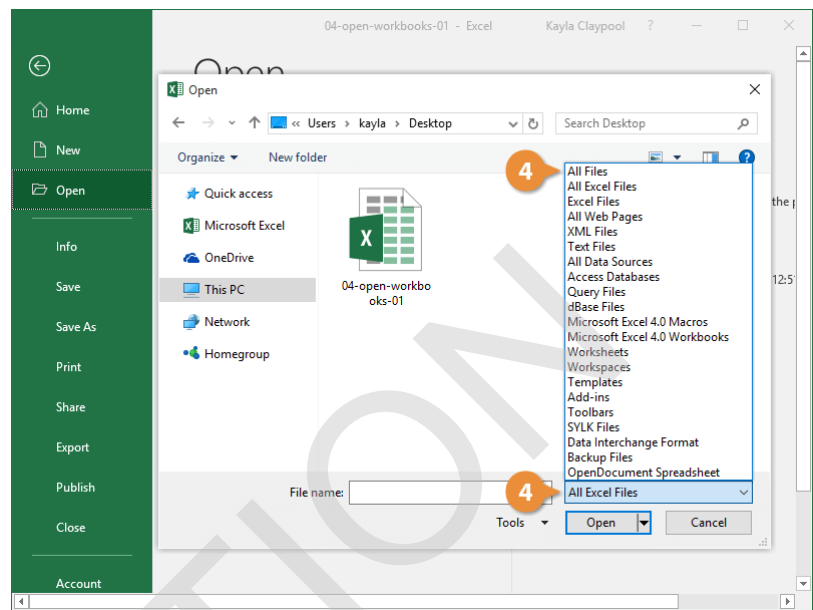 04-open-workbooks-01 - Excel Kayla Claypool ?
Open
Home
New
Open
Info
Save
Save As
Print
Share
Export
Publish
Close
Account
Open
« Users › kayla › Desktop
Search Desktop
Organize
New folder
?
Quick access
Microsoft Excel
OneDrive
This PC
Network
Homegroup
X
04-open-workbo
oks-01
4
All Files
All Excel Files
Excel Files
All Web Pages
XML Files
Text Files
All Data Sources
Access Databases
Query Files
dBase Files
Microsoft Excel 4.0 Macros
Microsoft Excel 4.0 Workbooks
Worksheets
Workspaces
Templates
Add-ins
Toolbars
SYLK Files
Data Interchange Format
Backup Files
OpenDocument Spreadsheet
the
12:5
File name:
4
All Excel Files
Tools
Open
Cancel
TION